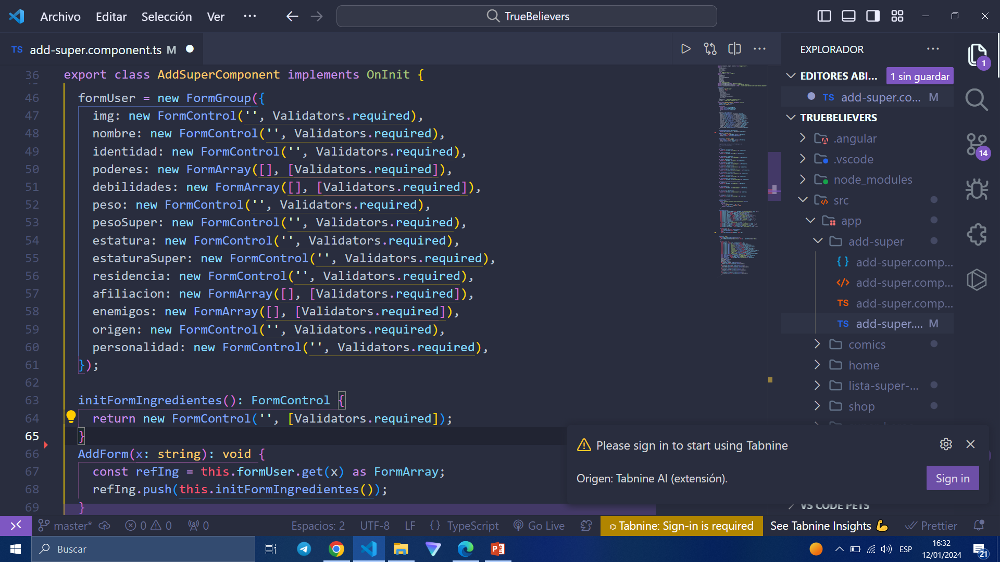 Archivo Editar Selección Ver ...
TrueBelievers
TS add-super.component.ts M
36 export class AddSuperComponent implements OnInit {
46 formUser = new FormGroup({
47 img: new FormControl('', Validators.required),
48 nombre: new FormControl('', Validators.required),
49 identidad: new FormControl('', Validators.required),
50 poderes: new FormArray([], [Validators.required]),
51 debilidades: new FormArray([], [Validators.required]),
52 peso: new FormControl('', Validators.required),
53 pesoSuper: new FormControl('', Validators.required),
54 estatura: new FormControl('', Validators.required),
55 estaturaSuper: new FormControl('', Validators.required),
56 residencia: new FormControl('', Validators.required),
57 afiliacion: new FormArray([], [Validators.required]),
58 enemigos: new FormArray([], [Validators.required]),
59 origen: new FormControl('', Validators.required),
60 personalidad: new FormControl('', Validators.required),
61 });
62
63 initFormIngredientes(): FormControl {
64 return new FormControl('', [Validators.required]);
65 }
66 AddForm(x: string): void {
67 const refIng = this.formUser.get(x) as FormArray;
68 refIng.push(this.initFormIngredientes());
69 }
EXPLORADOR
EDITORES ABI... 1 sin guardar
TS add-super.co... M
TRUEBELIEVERS
.angular
.vscode
node_modules
src
app
add-super
{} add-super.comp...
</> add-super.comp...
TS add-super.comp...
TS add-super.... M
comics
home
lista-super-...
shop
VS CODE PETS
1
14
Please sign in to start using Tabnine
Origen: Tabnine AI (extensión).
Sign in
master* 0 0 0 Espacios: 2 UTF-8 LF {} TypeScript Go Live Tabnine: Sign-in is required See Tabnine Insights 💪 Prettier
Buscar
ESP
16:32
12/01/2024
21